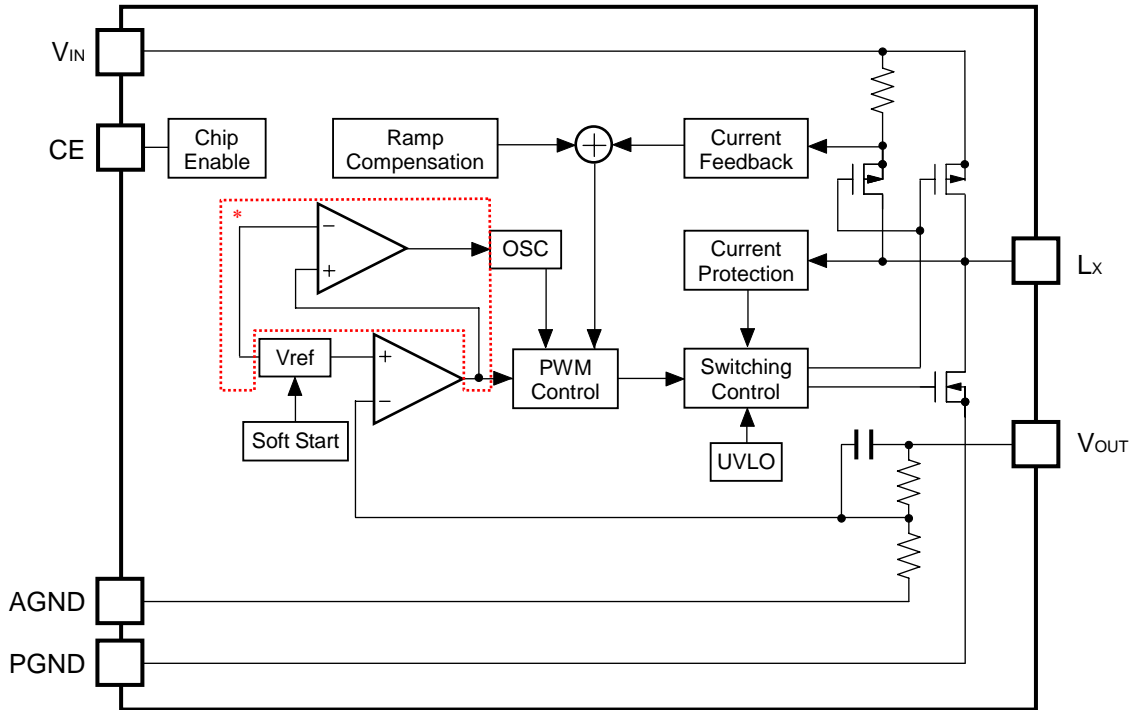 VIN
CE
Chip
Enable
Ramp
Compensation
+
Current
Feedback
*
−
+
OSC
Current
Protection
LX
Vref
+
−
PWM
Control
Switching
Control
Soft Start
UVLO
VOUT
AGND
PGND